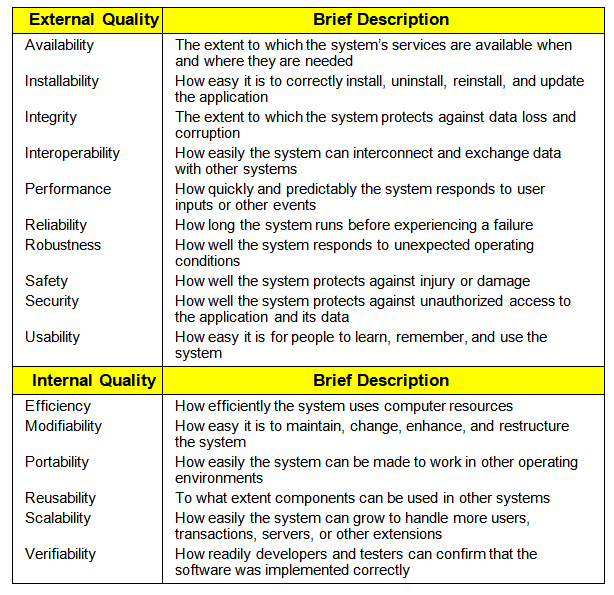 External Quality Brief Description
Availability The extent to which the system's services are available when
and where they are needed
Installability How easy it is to correctly install, uninstall, reinstall, and update
the application
Integrity The extent to which the system protects against data loss and
corruption
Interoperability How easily the system can interconnect and exchange data
with other systems
Performance How quickly and predictably the system responds to user
inputs or other events
Reliability How long the system runs before experiencing a failure
Robustness How well the system responds to unexpected operating
conditions
Safety How well the system protects against injury or damage
Security How well the system protects against unauthorized access to
the application and its data
Usability How easy it is for people to learn, remember, and use the
system
Internal Quality Brief Description
Efficiency How efficiently the system uses computer resources
Modifiability How easy it is to maintain, change, enhance, and restructure
the system
Portability How easily the system can be made to work in other operating
environments
Reusability To what extent components can be used in other systems
Scalability How easily the system can grow to handle more users,
transactions, servers, or other extensions
Verifiability How readily developers and testers can confirm that the
software was implemented correctly